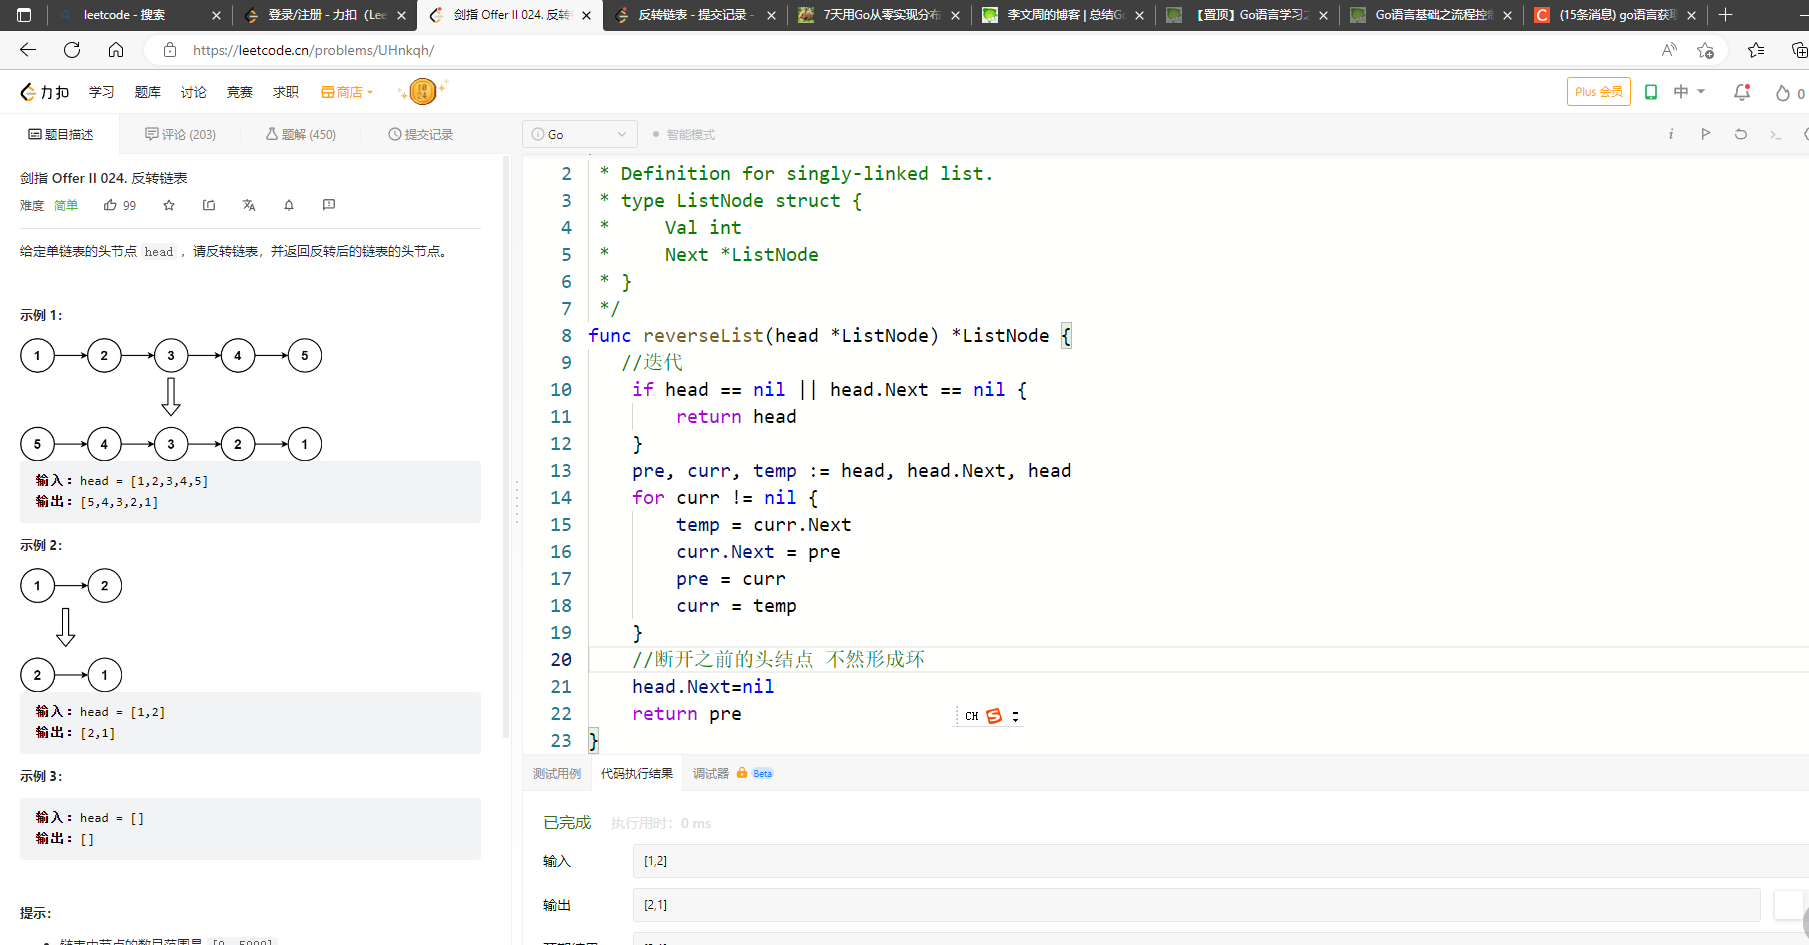 leetcode - 搜索
登录/注册 - 力扣 (Lee
剑指 Offer II 024. 反转
反转链表 - 提交记录 -
7天用Go从零实现分布
李文周的博客 | 总结Go
【置顶】Go语言学习之
Go语言基础之流程控制
(15条消息) go语言获取
https://leetcode.cn/problems/UHnkqh/
力扣 学习 题库 讨论 竞赛 求职 商店 Plus 会员 中 0
题目描述 评论 (203) 题解 (450) 提交记录
Go 智能模式
剑指 Offer II 024. 反转链表
难度 简单 99
给定单链表的头节点 head ，请反转链表，并返回反转后的链表的头节点。
示例 1：
1 2 3 4 5
5 4 3 2 1
输入：head = [1,2,3,4,5]
输出：[5,4,3,2,1]
示例 2：
1 2
2 1
输入：head = [1,2]
输出：[2,1]
示例 3：
输入：head = []
输出：[]
提示：
链表中节点的数目范围是 [0, 5000]
2 * Definition for singly-linked list.
3 * type ListNode struct {
4 *     Val int
5 *     Next *ListNode
6 * }
7 */
8 func reverseList(head *ListNode) *ListNode {
9 //迭代
10 if head == nil || head.Next == nil {
11 return head
12 }
13 pre, curr, temp := head, head.Next, head
14 for curr != nil {
15 temp = curr.Next
16 curr.Next = pre
17 pre = curr
18 curr = temp
19 }
20 //断开之前的头结点 不然形成环
21 head.Next=nil
22 return pre
23 }
CH
测试用例 代码执行结果 调试器 Beta
已完成 执行用时：0 ms
输入 [1,2]
输出 [2,1]